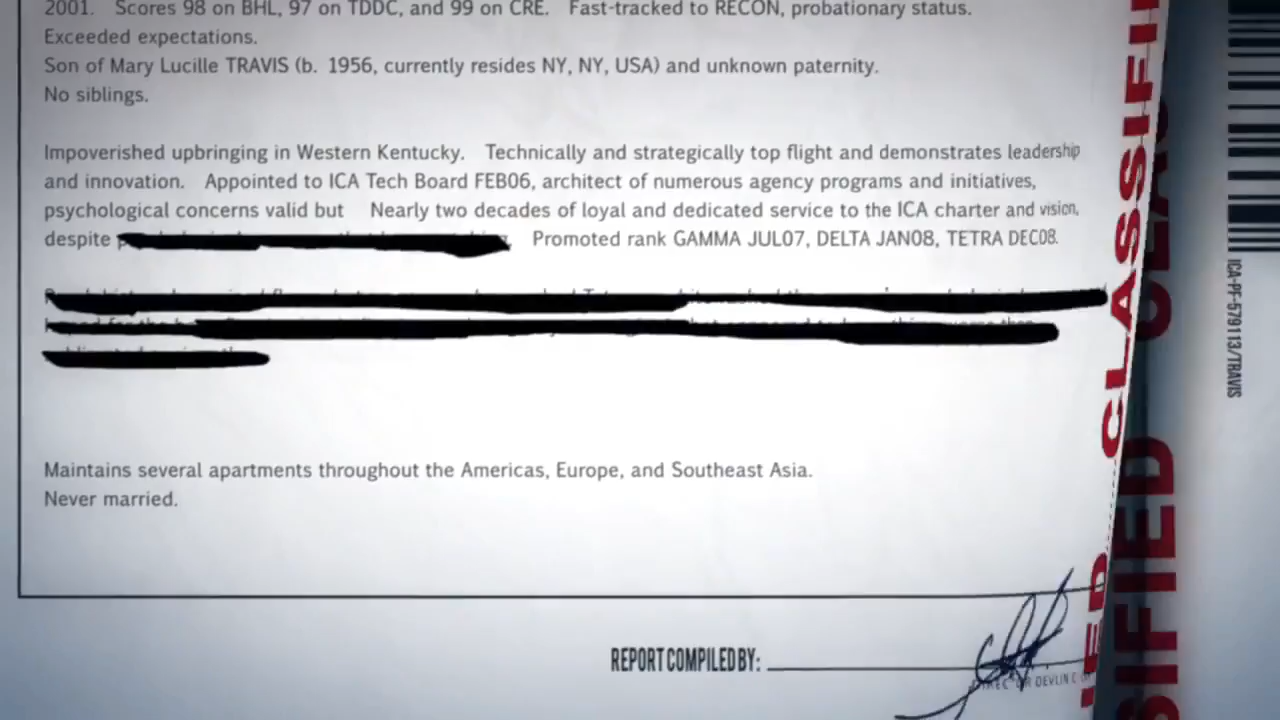 2001. Scores 98 on BHL, 97 on TDDC, and 99 on CRE. Fast-tracked to RECON, probationary status.
Exceeded expectations.
Son of Mary Lucille TRAVIS (b. 1956, currently resides NY, NY, USA) and unknown paternity.
No siblings.
Impoverished upbringing in Western Kentucky. Technically and strategically top flight and demonstrates leadership
and innovation. Appointed to ICA Tech Board FEB06, architect of numerous agency programs and initiatives,
psychological concerns valid but Nearly two decades of loyal and dedicated service to the ICA charter and vision,
despite Promoted rank GAMMA JUL07, DELTA JAN08, TETRA DEC08.
Maintains several apartments throughout the Americas, Europe, and Southeast Asia.
Never married.
REPORT COMPILED BY:
DIRECTOR DEVLIN C
CLASSIF
SIFIED
ICA-PF-579113/TRAVIS